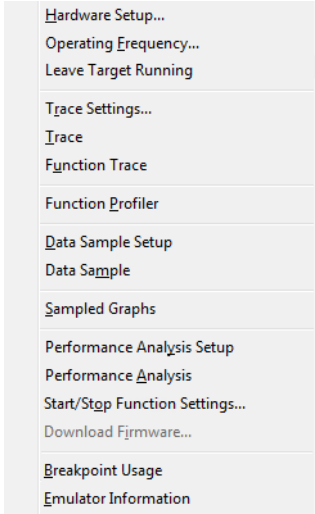 Hardware Setup...
Operating Frequency...
Leave Target Running
Trace Settings...
Trace
Function Trace
Function Profiler
Data Sample Setup
Data Sample
Sampled Graphs
Performance Analysis Setup
Performance Analysis
Start/Stop Function Settings...
Download Firmware...
Breakpoint Usage
Emulator Information